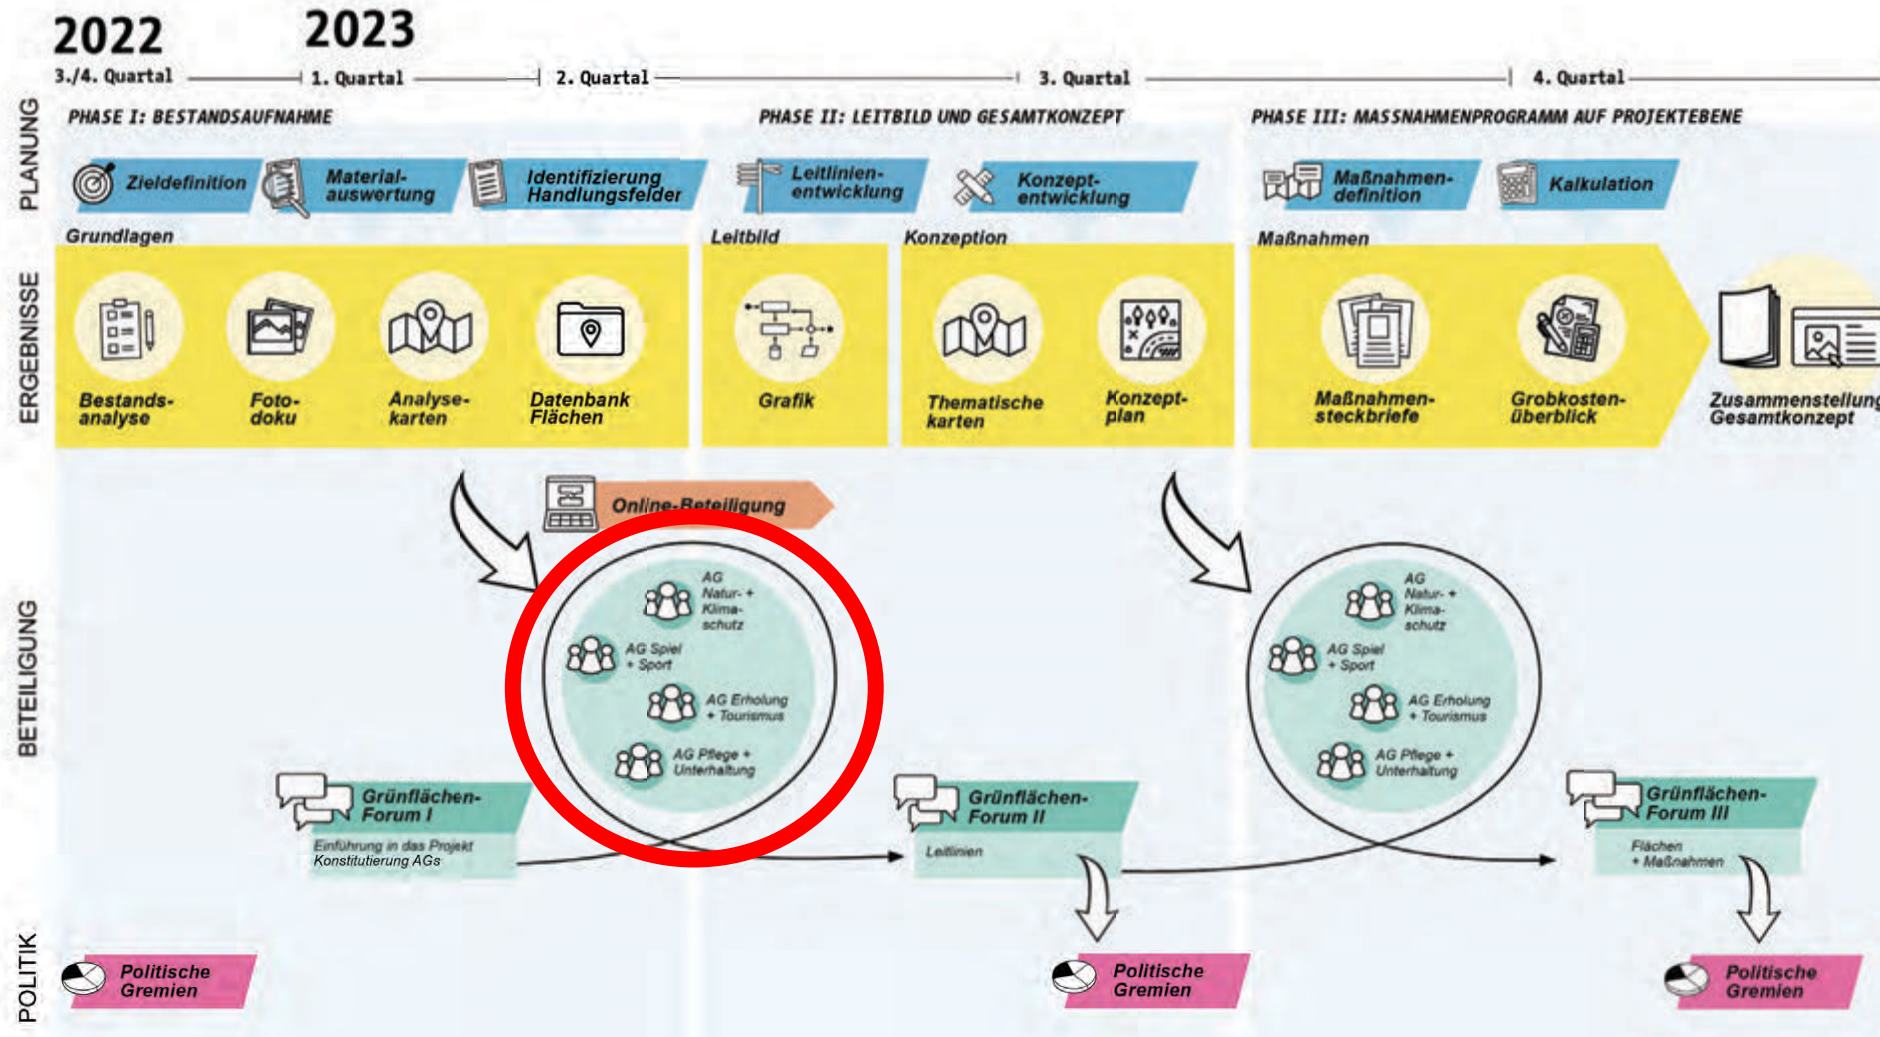 2022
2023
3./4. Quartal
1. Quartal
2. Quartal
3. Quartal
4. Quartal
PLANUNG
PHASE I: BESTANDSAUFNAHME
PHASE II: LEITBILD UND GESAMTKONZEPT
PHASE III: MASSNAHMENPROGRAMM AUF PROJEKTEBENE
Zieldefinition
Material-
auswertung
Identifizierung
Handlungsfelder
Leitlinien-
entwicklung
Konzept-
entwicklung
Maßnahmen-
definition
Kalkulation
ERGEBNISSE
Grundlagen
Leitbild
Konzeption
Maßnahmen
Bestands-
analyse
Foto-
doku
Analyse-
karten
Datenbank
Flächen
Grafik
Thematische
karten
Konzept-
plan
Maßnahmen-
steckbriefe
Grobkosten-
überblick
Zusammenstellung
Gesamtkonzept
BETEILIGUNG
Online-Beteiligung
AG
Natur- +
Klima-
schutz
AG Spiel
+ Sport
AG Erholung
+ Tourismus
AG Pflege +
Unterhaltung
AG
Natur- +
Klima-
schutz
AG Spiel
+ Sport
AG Erholung
+ Tourismus
AG Pflege +
Unterhaltung
Grünflächen-
Forum I
Einführung in das Projekt
Konstitutierung AGs
Grünflächen-
Forum II
Leitlinien
Grünflächen-
Forum III
Flächen
+ Maßnahmen
POLITIK
Politische
Gremien
Politische
Gremien
Politische
Gremien